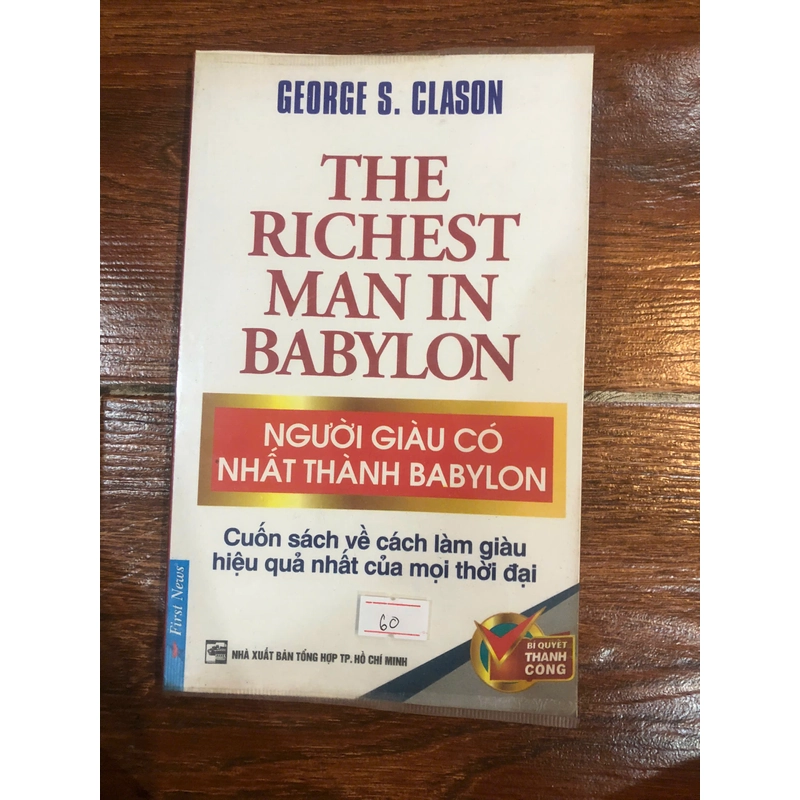 GEORGE S. CLASON
THE
RICHEST
MAN IN
BABYLON
NGƯỜI GIÀU CÓ
NHẤT THÀNH BABYLON
Cuốn sách về cách làm giàu
hiệu quả nhất của mọi thời đại
60
First News
NHÀ XUẤT BẢN TỔNG HỢP TP. HỒ CHÍ MINH
BÍ QUYẾT
THÀNH
CÔNG